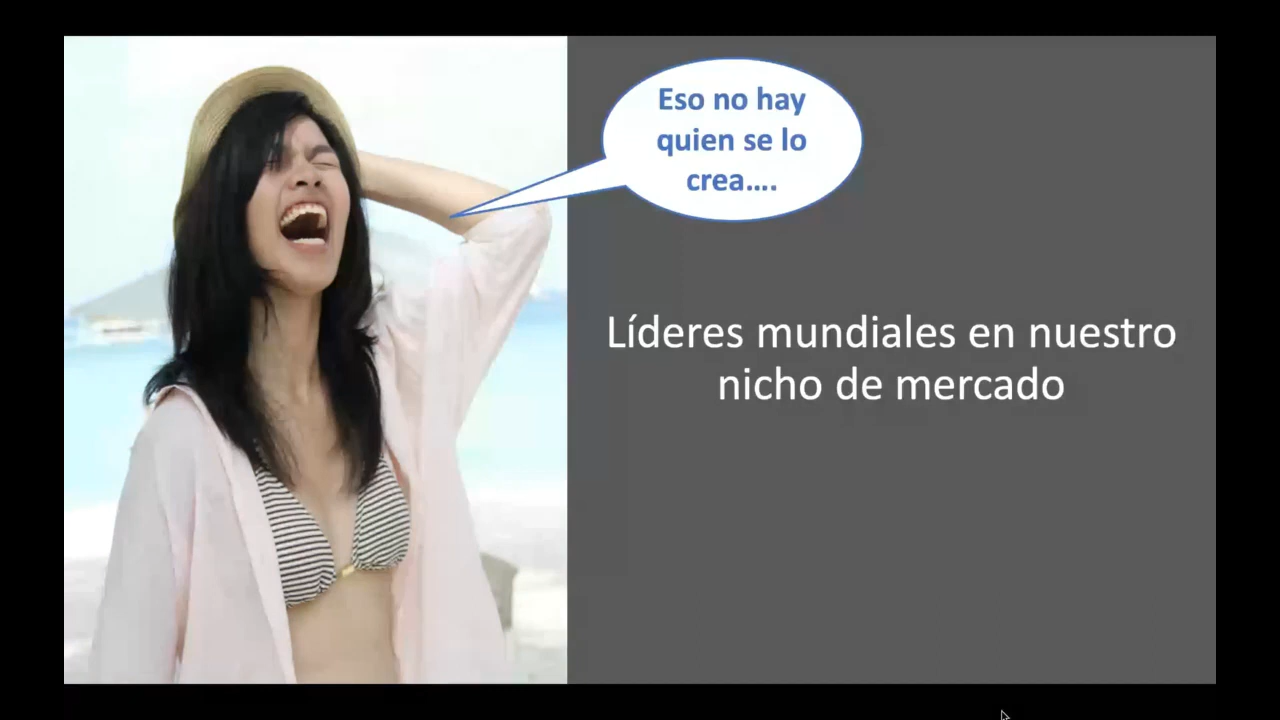 Eso no hay
quien se lo
crea....
Líderes mundiales en nuestro
nicho de mercado